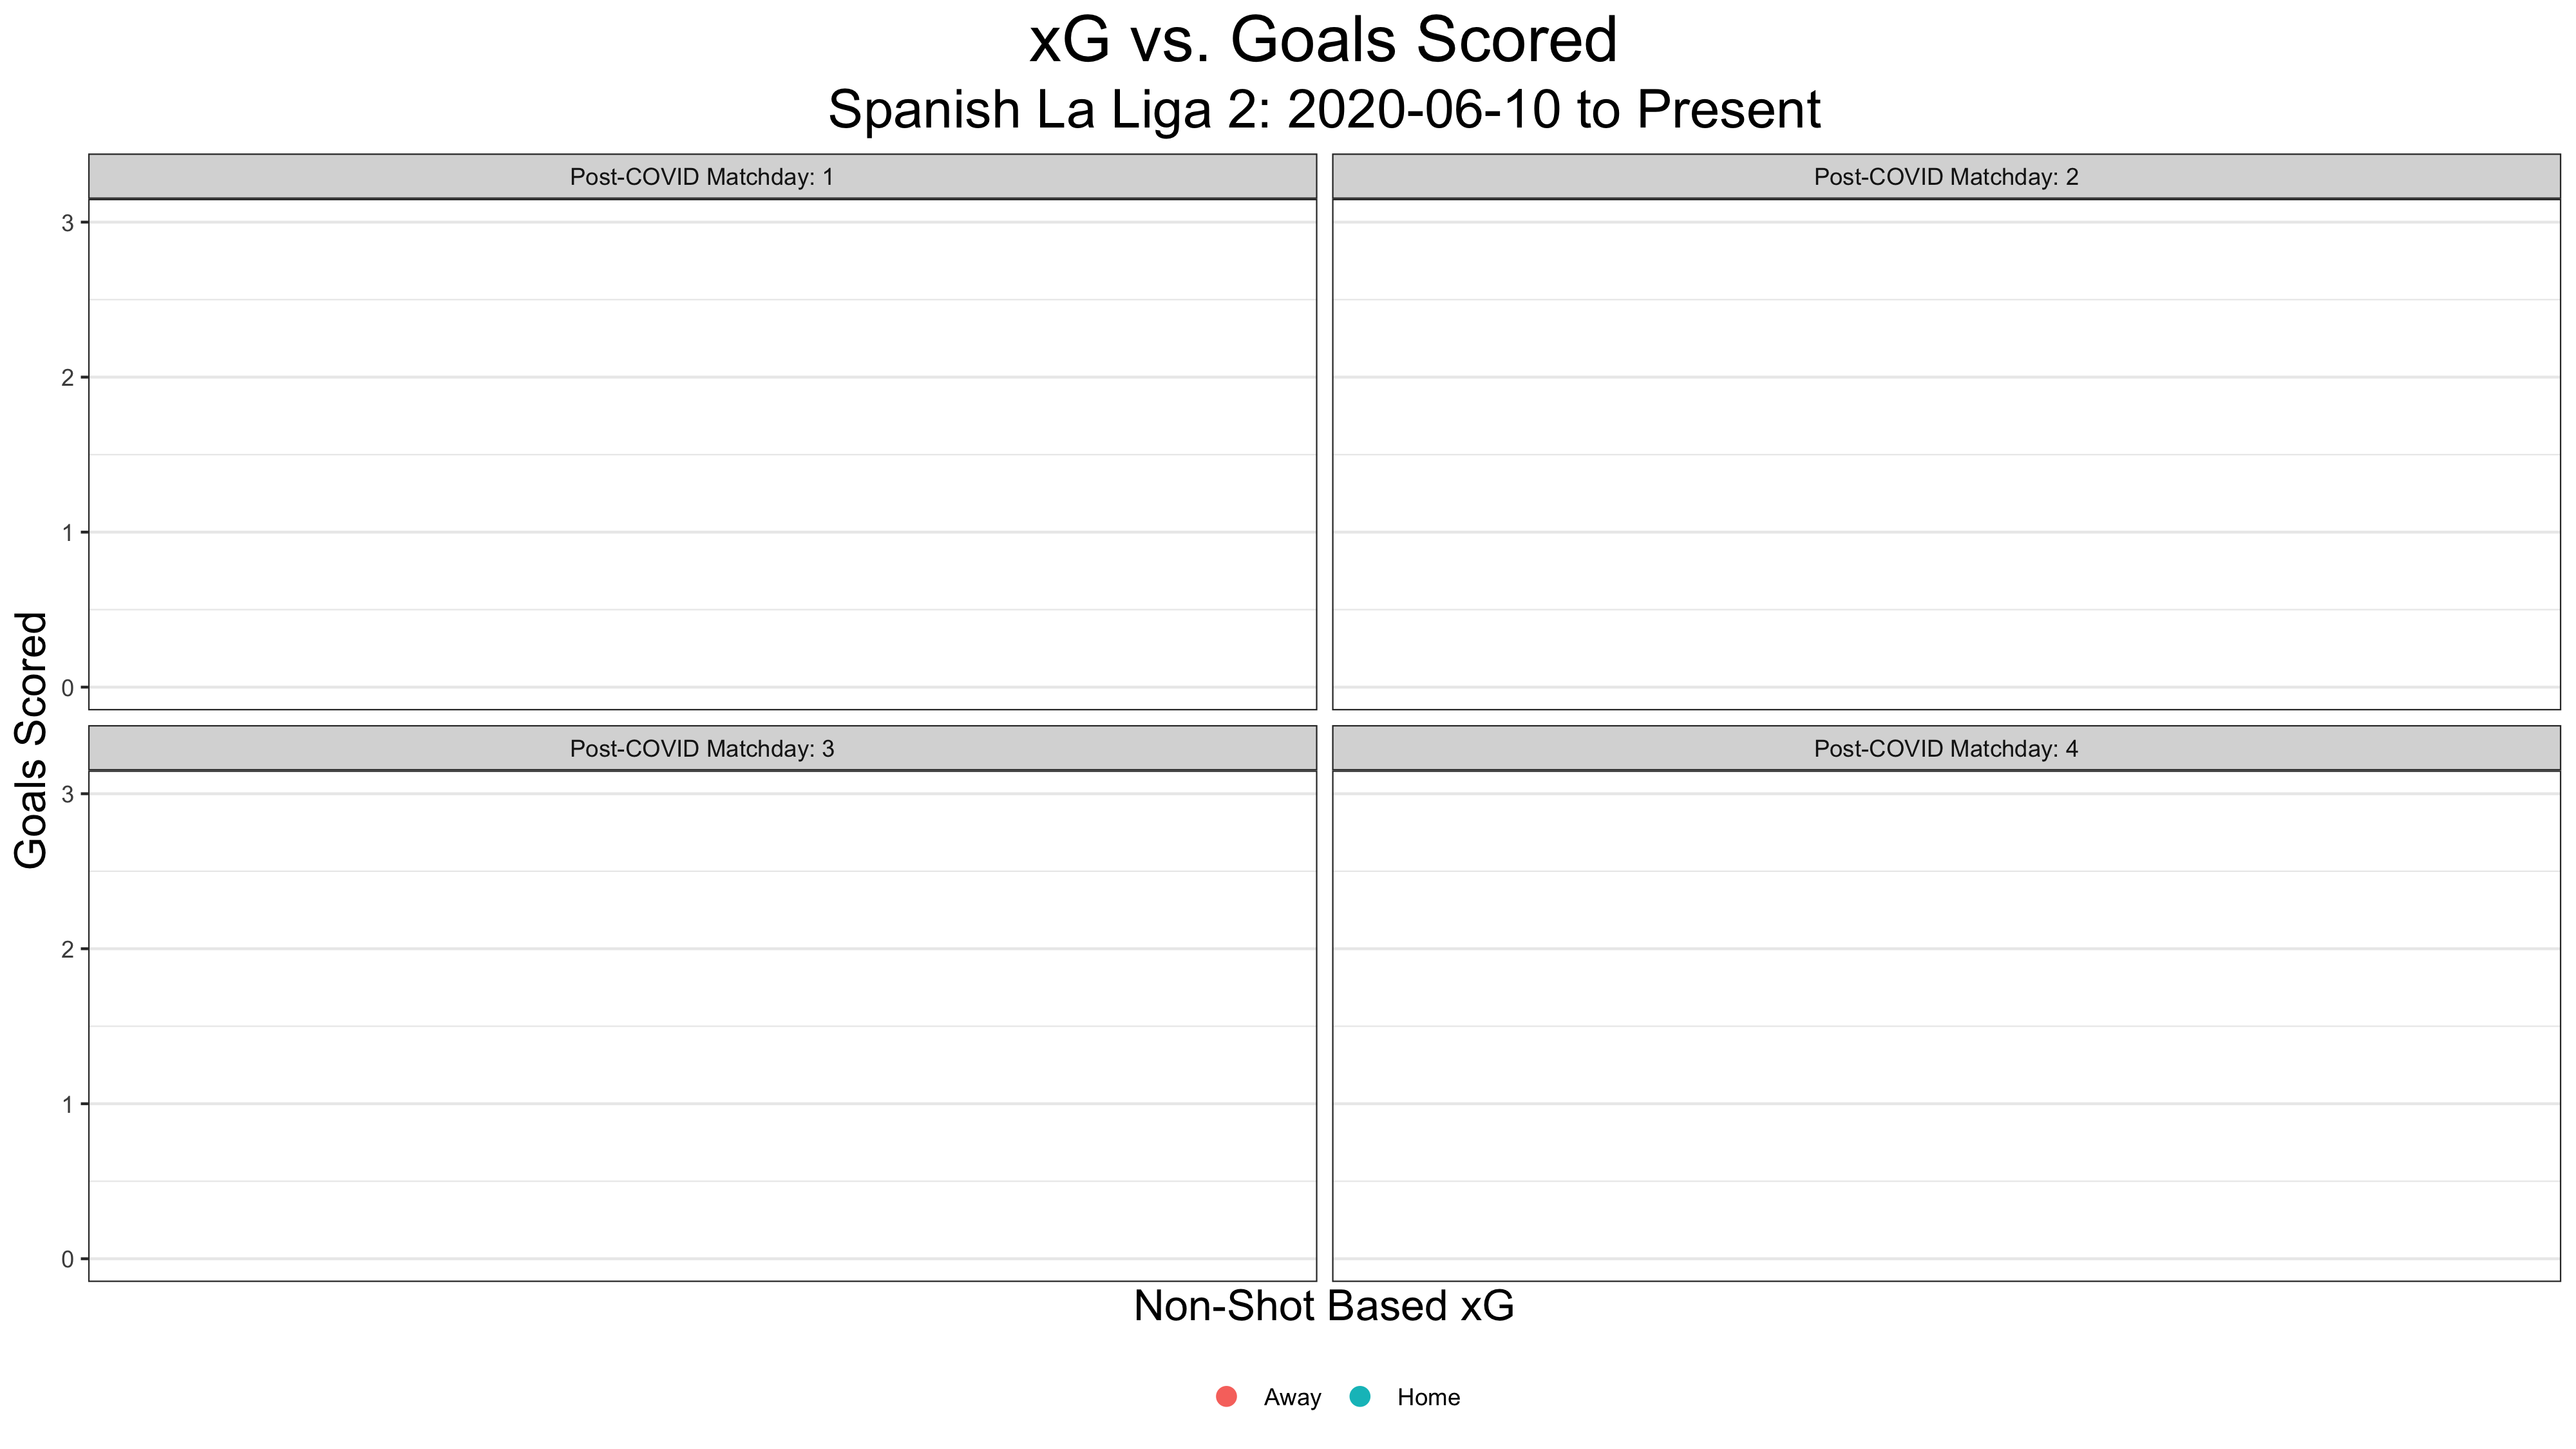 xG vs. Goals Scored
Spanish La Liga 2: 2020-06-10 to Present
Post-COVID Matchday: 1
Post-COVID Matchday: 2
3
2
1
0
Goals Scored
Post-COVID Matchday: 3
Post-COVID Matchday: 4
3
2
1
0
Non-Shot Based xG
Away
Home